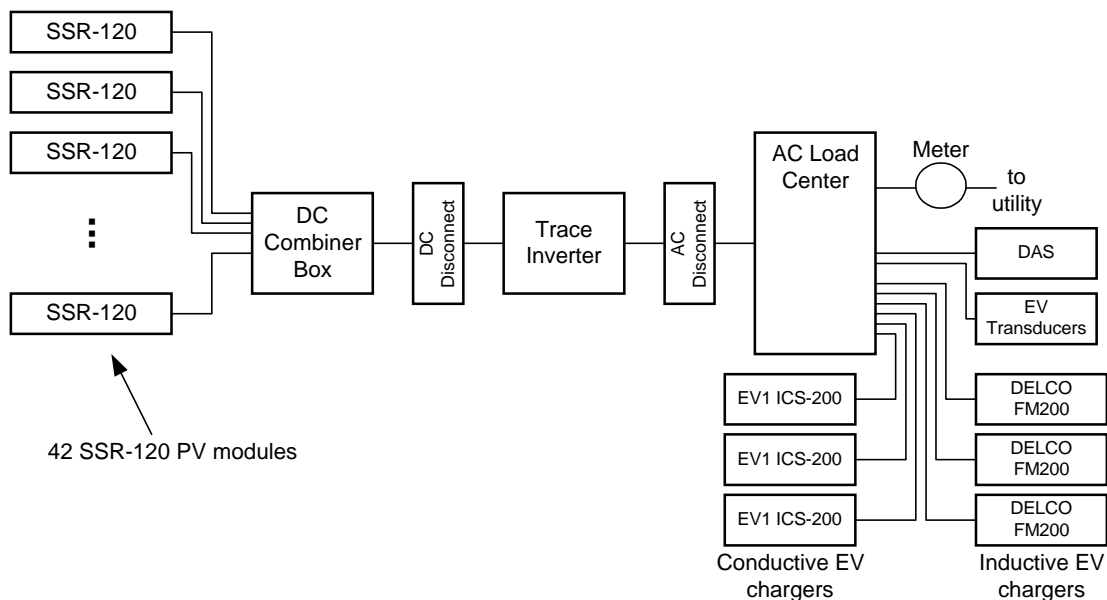 SSR-120
SSR-120
SSR-120
SSR-120
42 SSR-120 PV modules
DC
Combiner
Box
DC
Disconnect
Trace
Inverter
AC
Disconnect
AC Load
Center
Meter
to
utility
DAS
EV
Transducers
EV1 ICS-200
EV1 ICS-200
EV1 ICS-200
Conductive EV
chargers
DELCO
FM200
DELCO
FM200
DELCO
FM200
Inductive EV
chargers